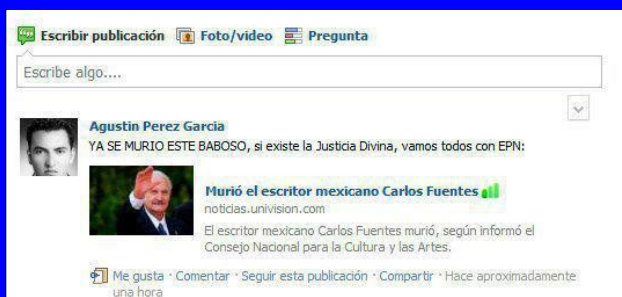 Escribir publicación Foto/video Pregunta
Escribe algo....
Agustin Perez Garcia
YA SE MURIO ESTE BABOSO, si existe la Justicia Divina, vamos todos con EPN:
Murió el escritor mexicano Carlos Fuentes
noticias.univision.com
El escritor mexicano Carlos Fuentes murió, según informó el
Consejo Nacional para la Cultura y las Artes.
Me gusta · Comentar · Seguir esta publicación · Compartir · Hace aproximadamente
una hora